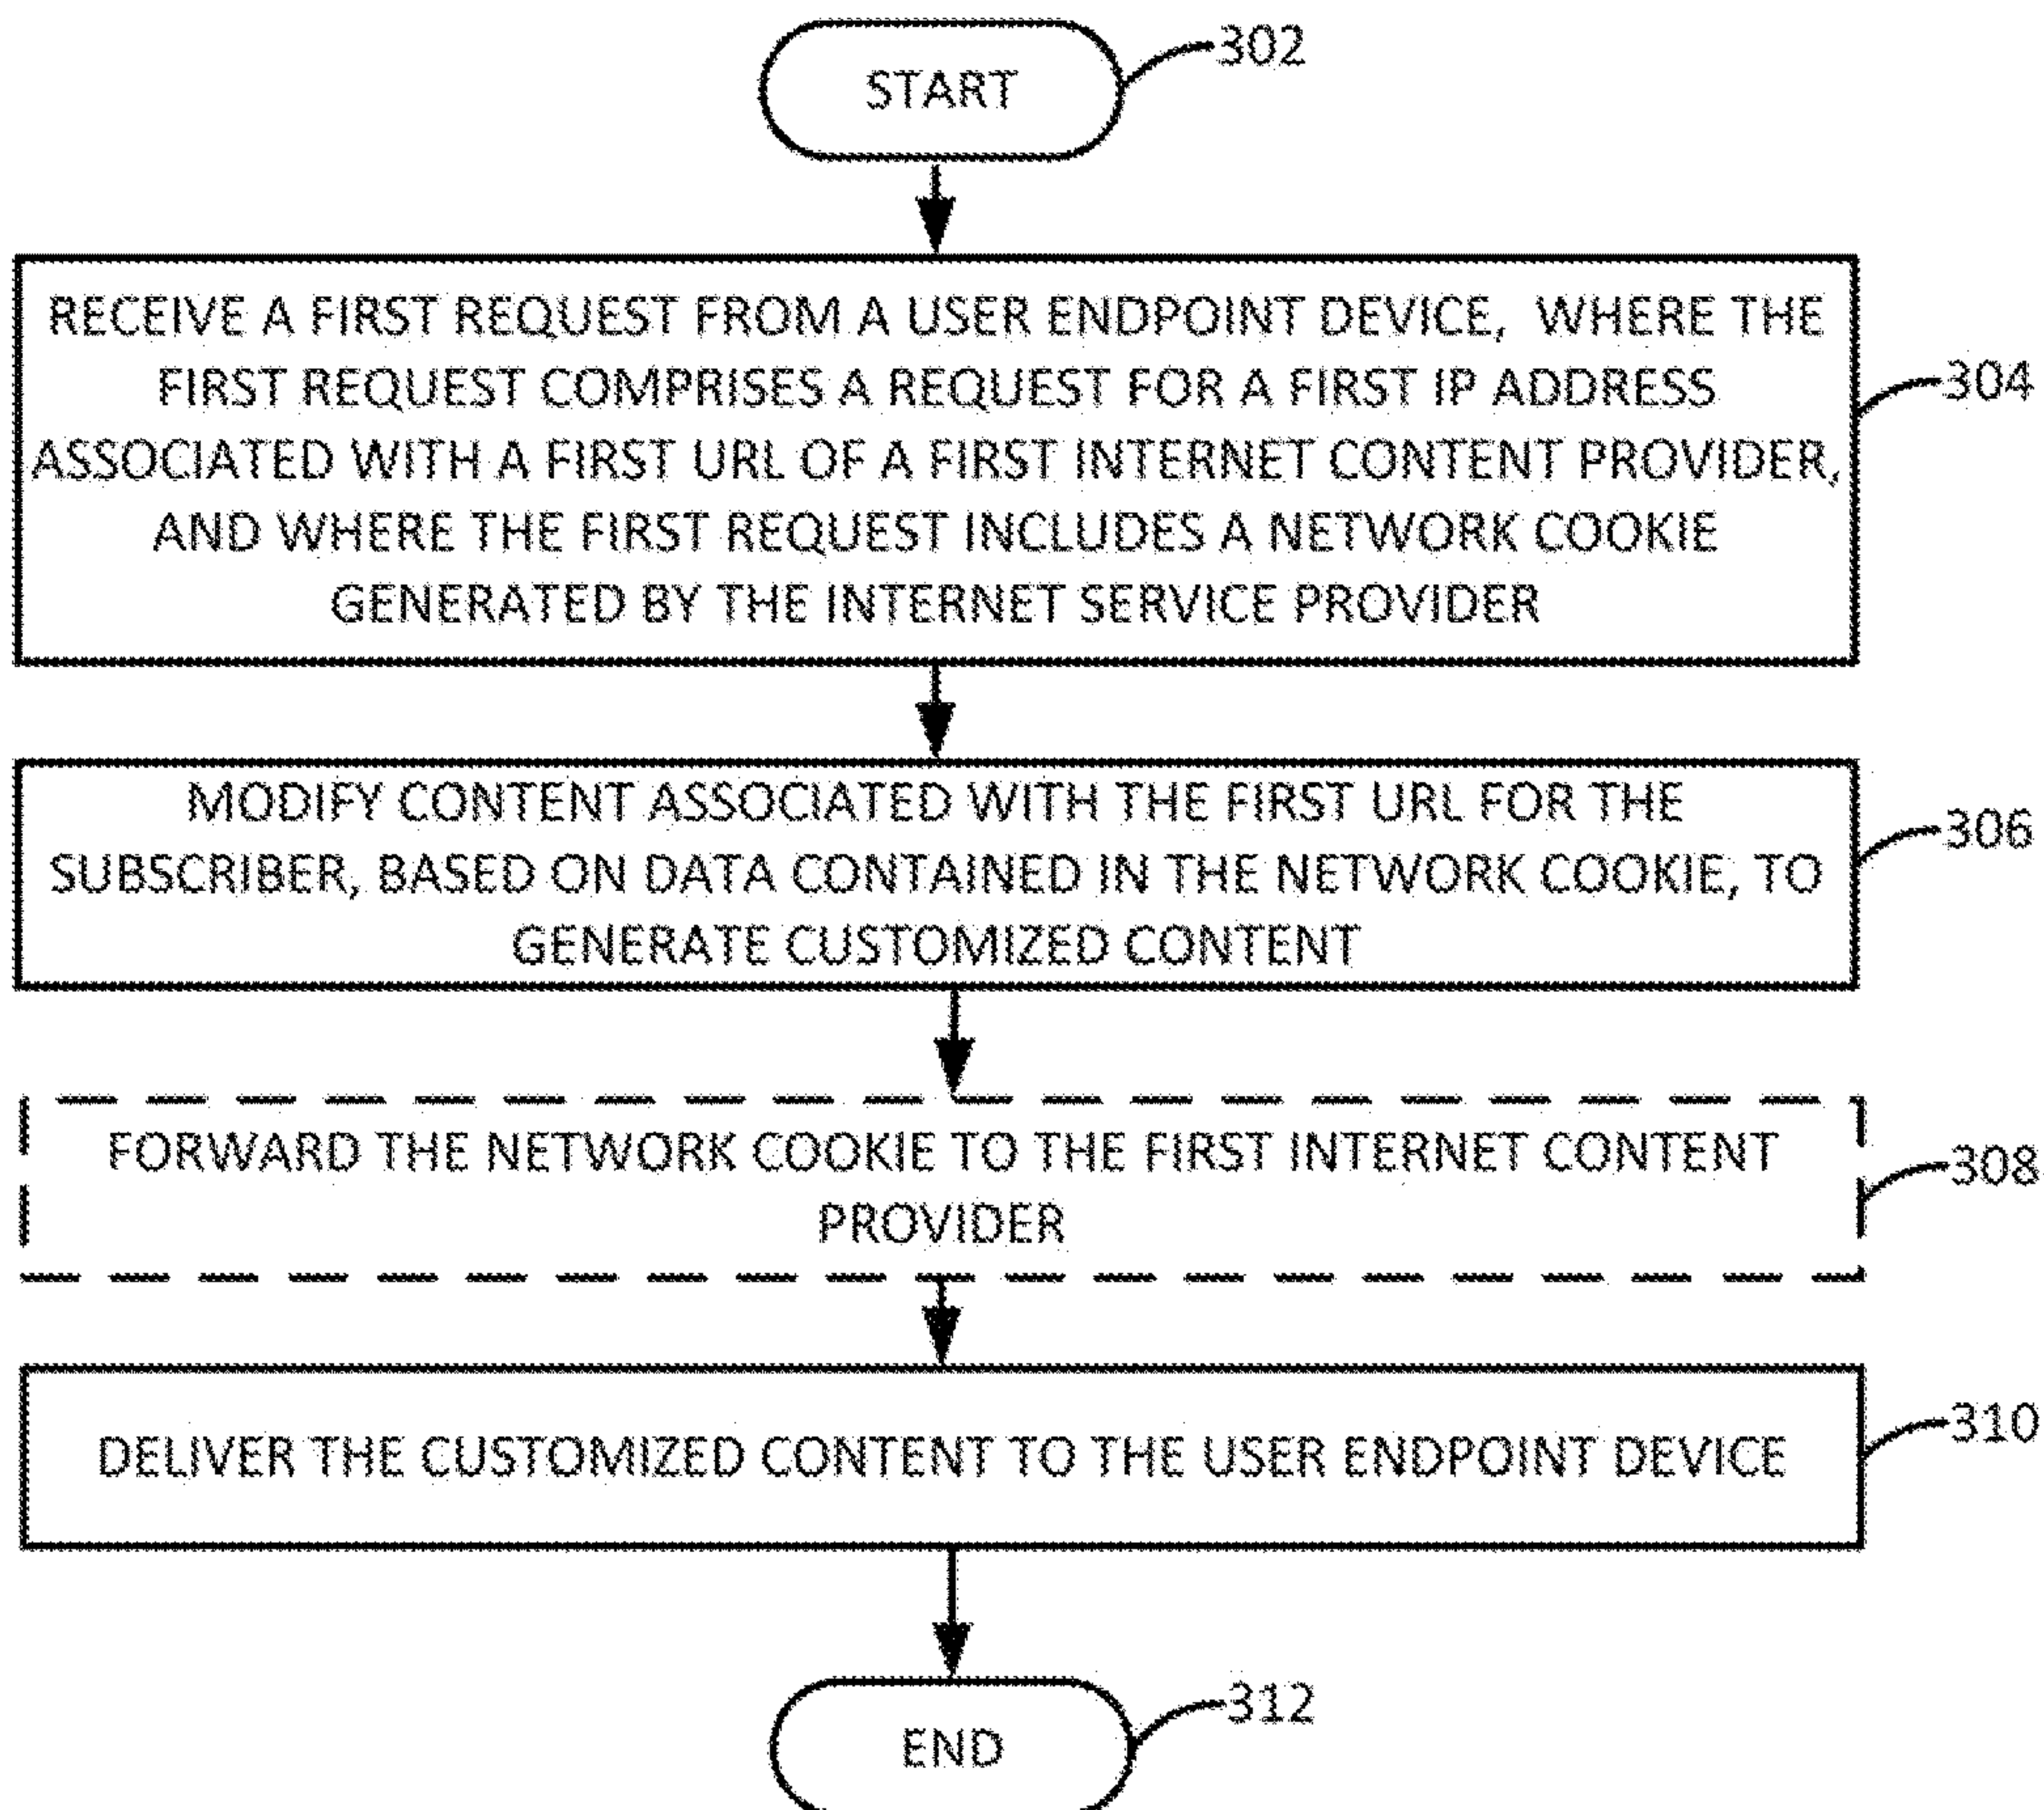 START
302
RECEIVE A FIRST REQUEST FROM A USER ENDPOINT DEVICE, WHERE THE
FIRST REQUEST COMPRISES A REQUEST FOR A FIRST IP ADDRESS
ASSOCIATED WITH A FIRST URL OF A FIRST INTERNET CONTENT PROVIDER,
AND WHERE THE FIRST REQUEST INCLUDES A NETWORK COOKIE
GENERATED BY THE INTERNET SERVICE PROVIDER
304
MODIFY CONTENT ASSOCIATED WITH THE FIRST URL FOR THE
SUBSCRIBER, BASED ON DATA CONTAINED IN THE NETWORK COOKIE, TO
GENERATE CUSTOMIZED CONTENT
306
FORWARD THE NETWORK COOKIE TO THE FIRST INTERNET CONTENT
PROVIDER
308
DELIVER THE CUSTOMIZED CONTENT TO THE USER ENDPOINT DEVICE
310
END
312